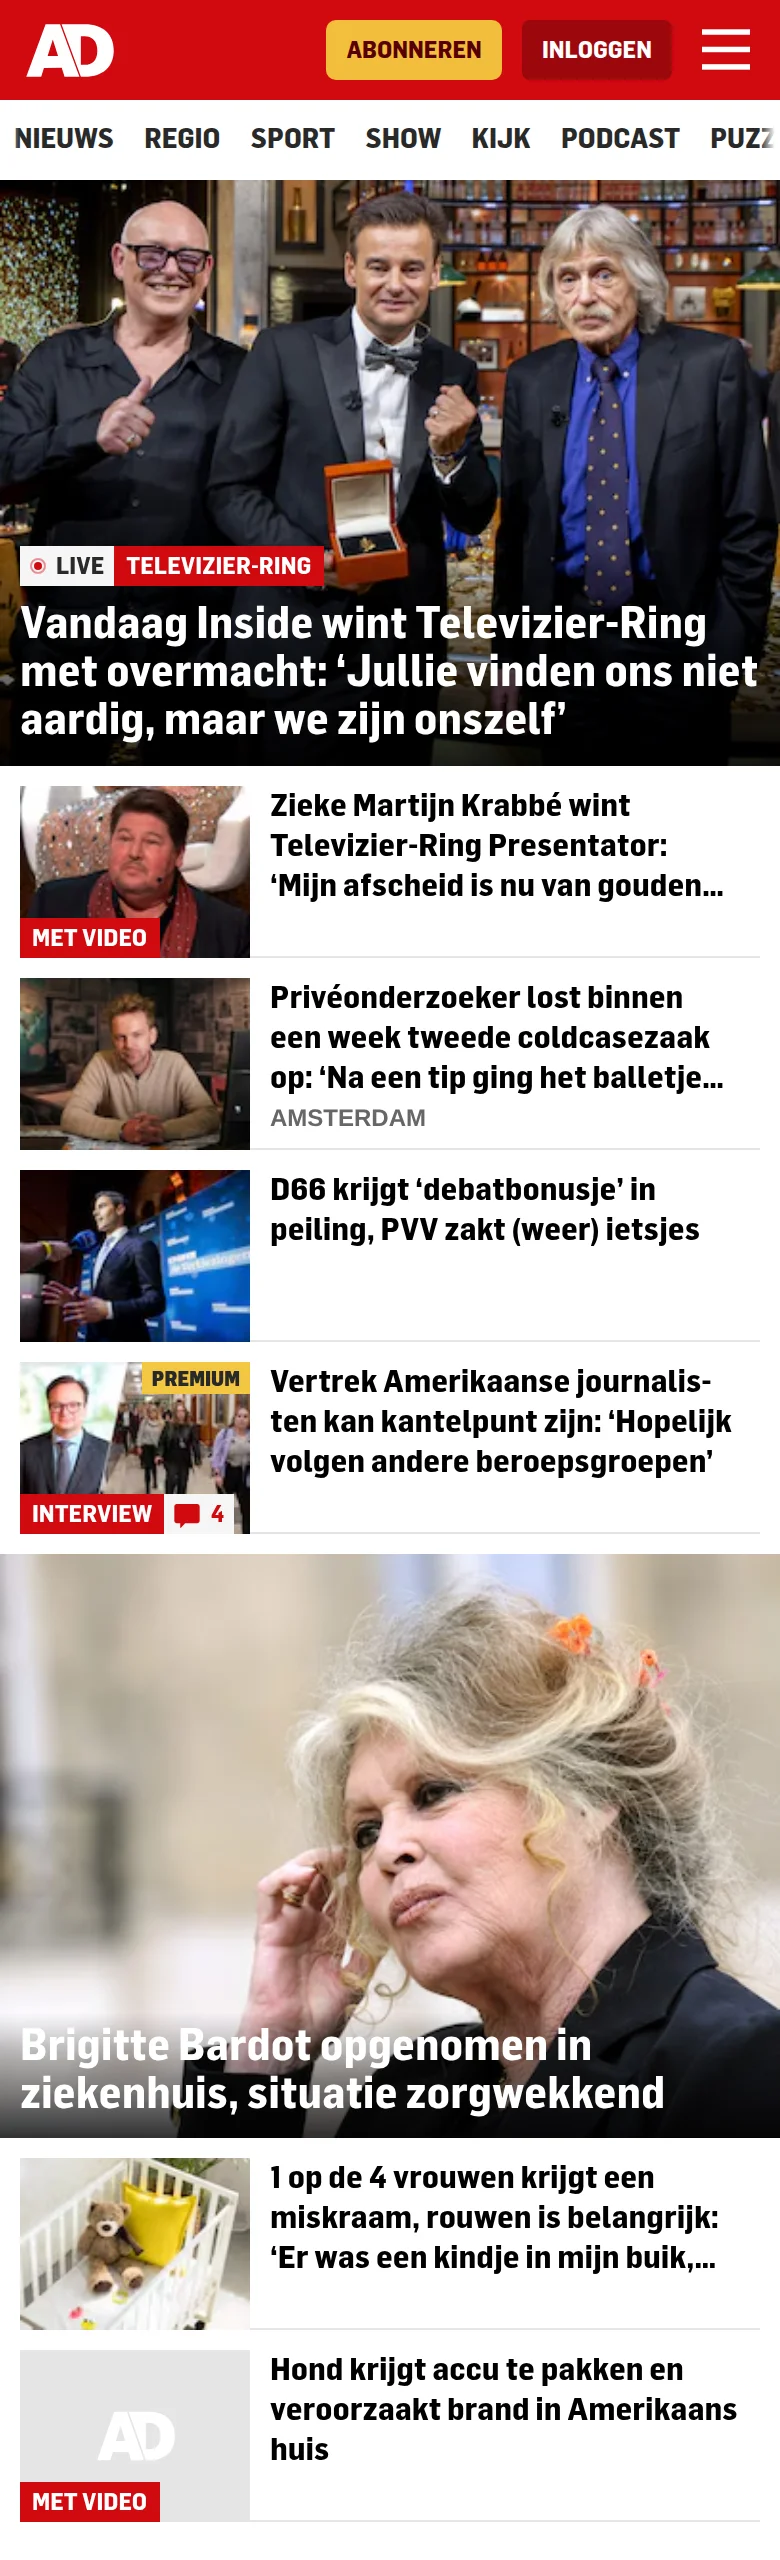 AD
ABONNEREN
INLOGGEN
NIEUWS REGIO SPORT SHOW KIJK PODCAST PUZZ
LIVE TELEVIZIER-RING
Vandaag Inside wint Televizier-Ring
met overmacht: ‘Jullie vinden ons niet
aardig, maar we zijn onszelf’
Zieke Martijn Krabbé wint
Televizier-Ring Presentator:
‘Mijn afscheid is nu van gouden...
MET VIDEO
Privéonderzoeker lost binnen
een week tweede coldcasezaak
op: ‘Na een tip ging het balletje...
AMSTERDAM
D66 krijgt ‘debatbonusje’ in
peiling, PVV zakt (weer) ietsjes
PREMIUM
Vertrek Amerikaanse journalis-
ten kan kantelpunt zijn: ‘Hopelijk
volgen andere beroepsgroepen’
INTERVIEW 4
Brigitte Bardot opgenomen in
ziekenhuis, situatie zorgwekkend
1 op de 4 vrouwen krijgt een
miskraam, rouwen is belangrijk:
‘Er was een kindje in mijn buik,...
Hond krijgt accu te pakken en
veroorzaakt brand in Amerikaans
huis
AD
MET VIDEO